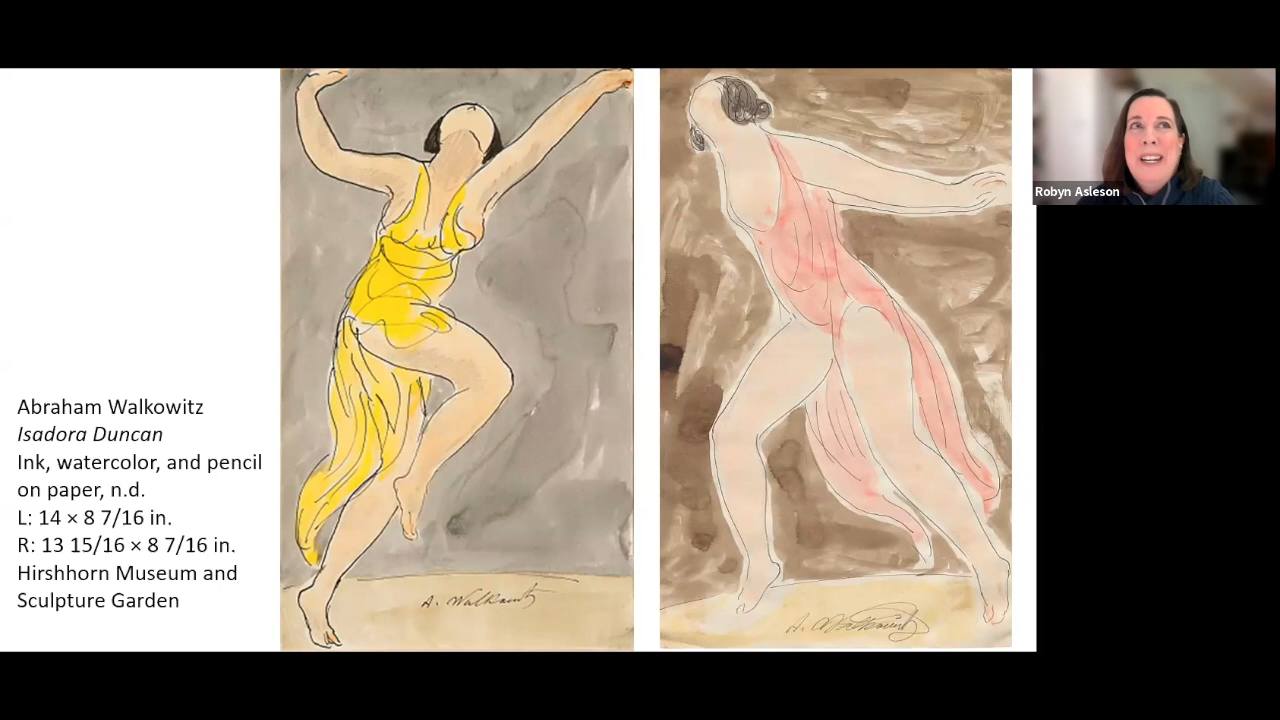 Abraham Walkowitz
Isadora Duncan
Ink, watercolor, and pencil
on paper, n.d.
L: 14 × 8 7/16 in.
R: 13 15/16 × 8 7/16 in.
Hirshhorn Museum and
Sculpture Garden
A. Walkowitz
A. Walkowitz
Robyn Asleson